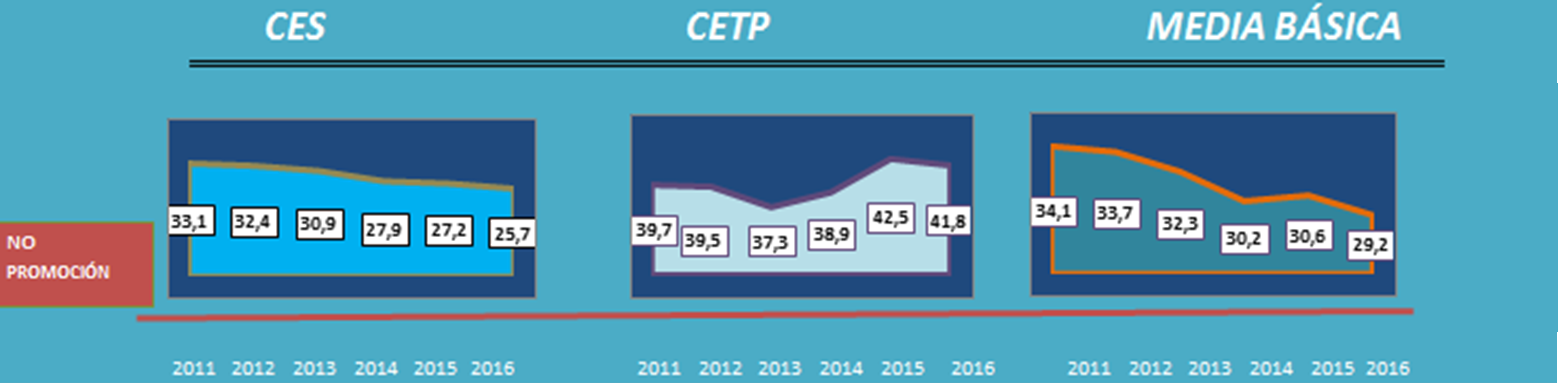 CES CETP MEDIA BÁSICA
33,1 32,4 30,9 27,9 27,2 25,7
39,7 39,5 37,3 38,9 42,5 41,8
34,1 33,7 32,3 30,2 30,6 29,2
NO
PROMOCIÓN
2011 2012 2013 2014 2015 2016 2011 2012 2013 2014 2015 2016 2011 2012 2013 2014 2015 2016